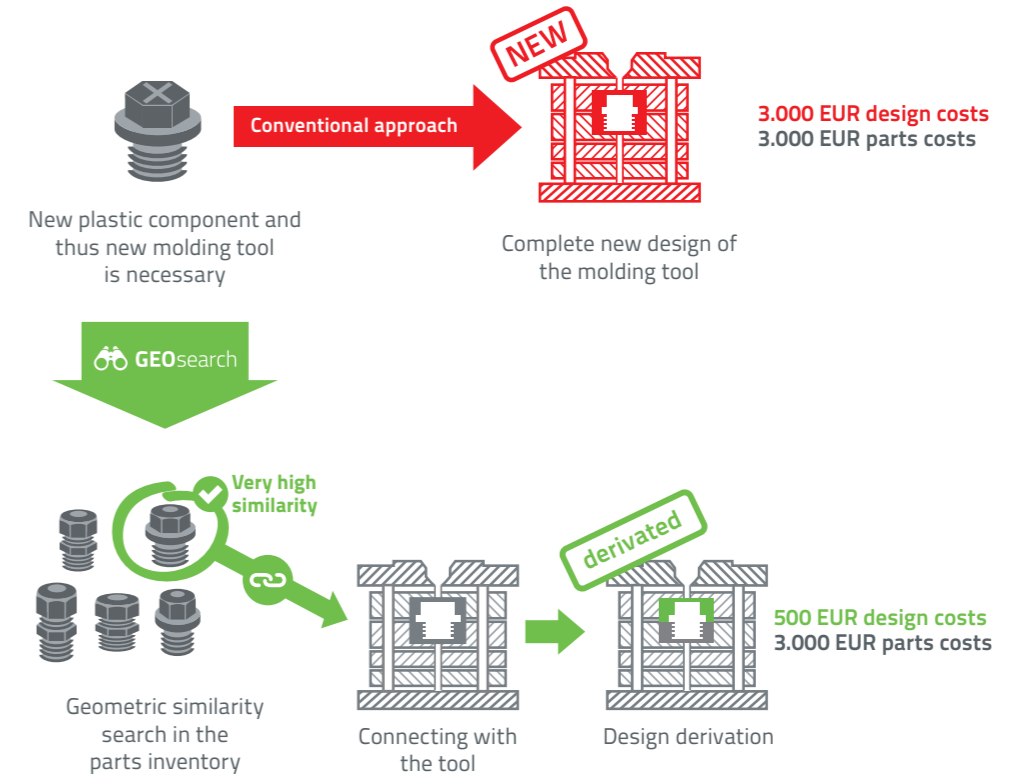 NEW
Conventional approach
3.000 EUR design costs
3.000 EUR parts costs
New plastic component and
thus new molding tool
is necessary
Complete new design of
the molding tool
GEOsearch
Very high
similarity
derivated
500 EUR design costs
3.000 EUR parts costs
Geometric similarity
search in the
parts inventory
Connecting with
the tool
Design derivation